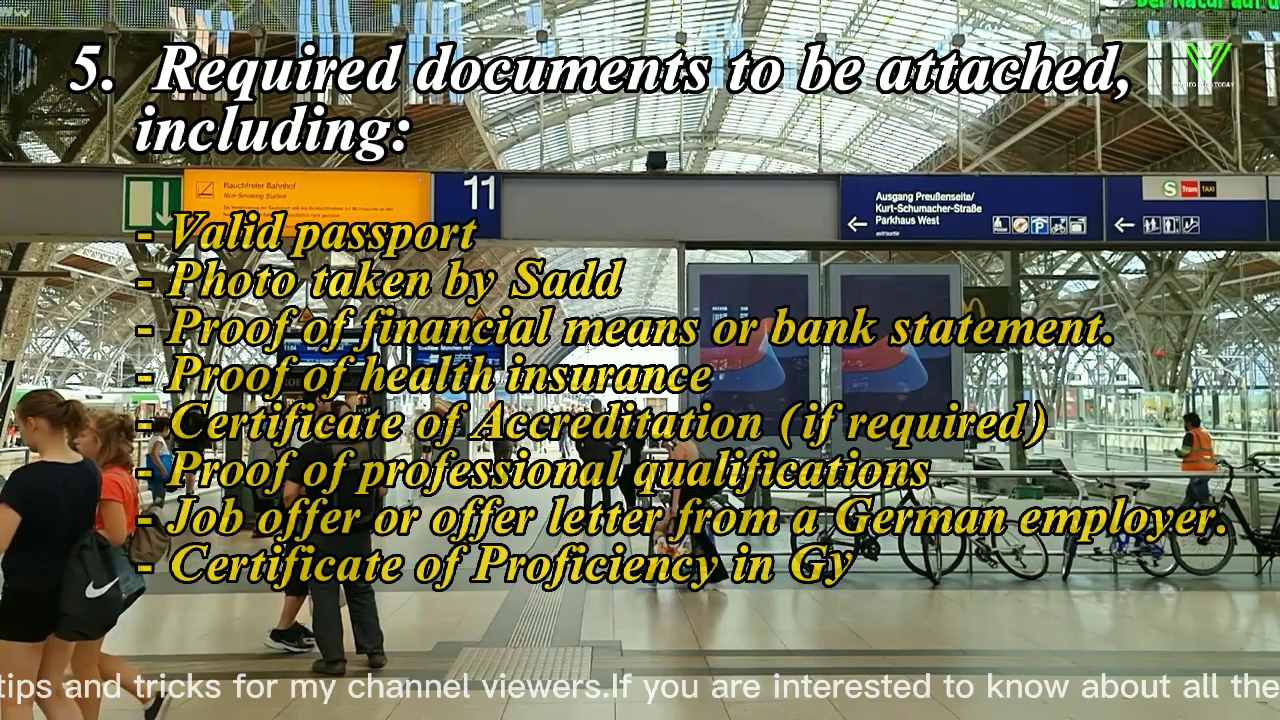 Der Natur auf d
5. Required documents to be attached,
including:
Rauchfreier Bahnhof
Non-Smoking Station
11
Ausgang Preußenseite/
Kurt-Schumacher-Straße
Parkhaus West
S Tram TAXI
- Valid passport
- Photo taken by Sadd
- Proof of financial means or bank statement.
- Proof of health insurance
- Certificate of Accreditation (if required)
- Proof of professional qualifications
- Job offer or offer letter from a German employer.
- Certificate of Proficiency in Gy
tips and tricks for my channel viewers.If you are interested to know about all the